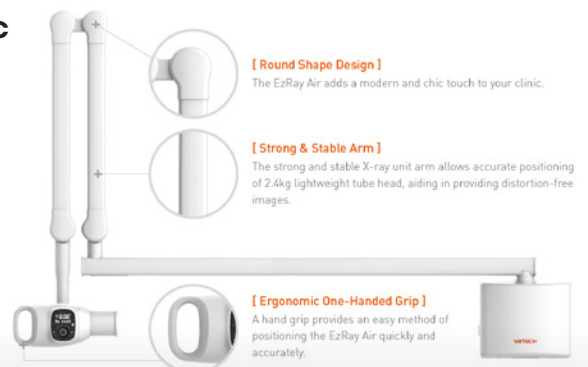 c
[ Round Shape Design ]
The EzRay Air adds a modern and chic touch to your clinic.
[ Strong & Stable Arm ]
The strong and stable X-ray unit arm allows accurate positioning
of 2.4kg lightweight tube head, aiding in providing distortion-free
images.
[ Ergonomic One-Handed Grip ]
A hand grip provides an easy method of
positioning the EzRay Air quickly and
accurately.
vatech